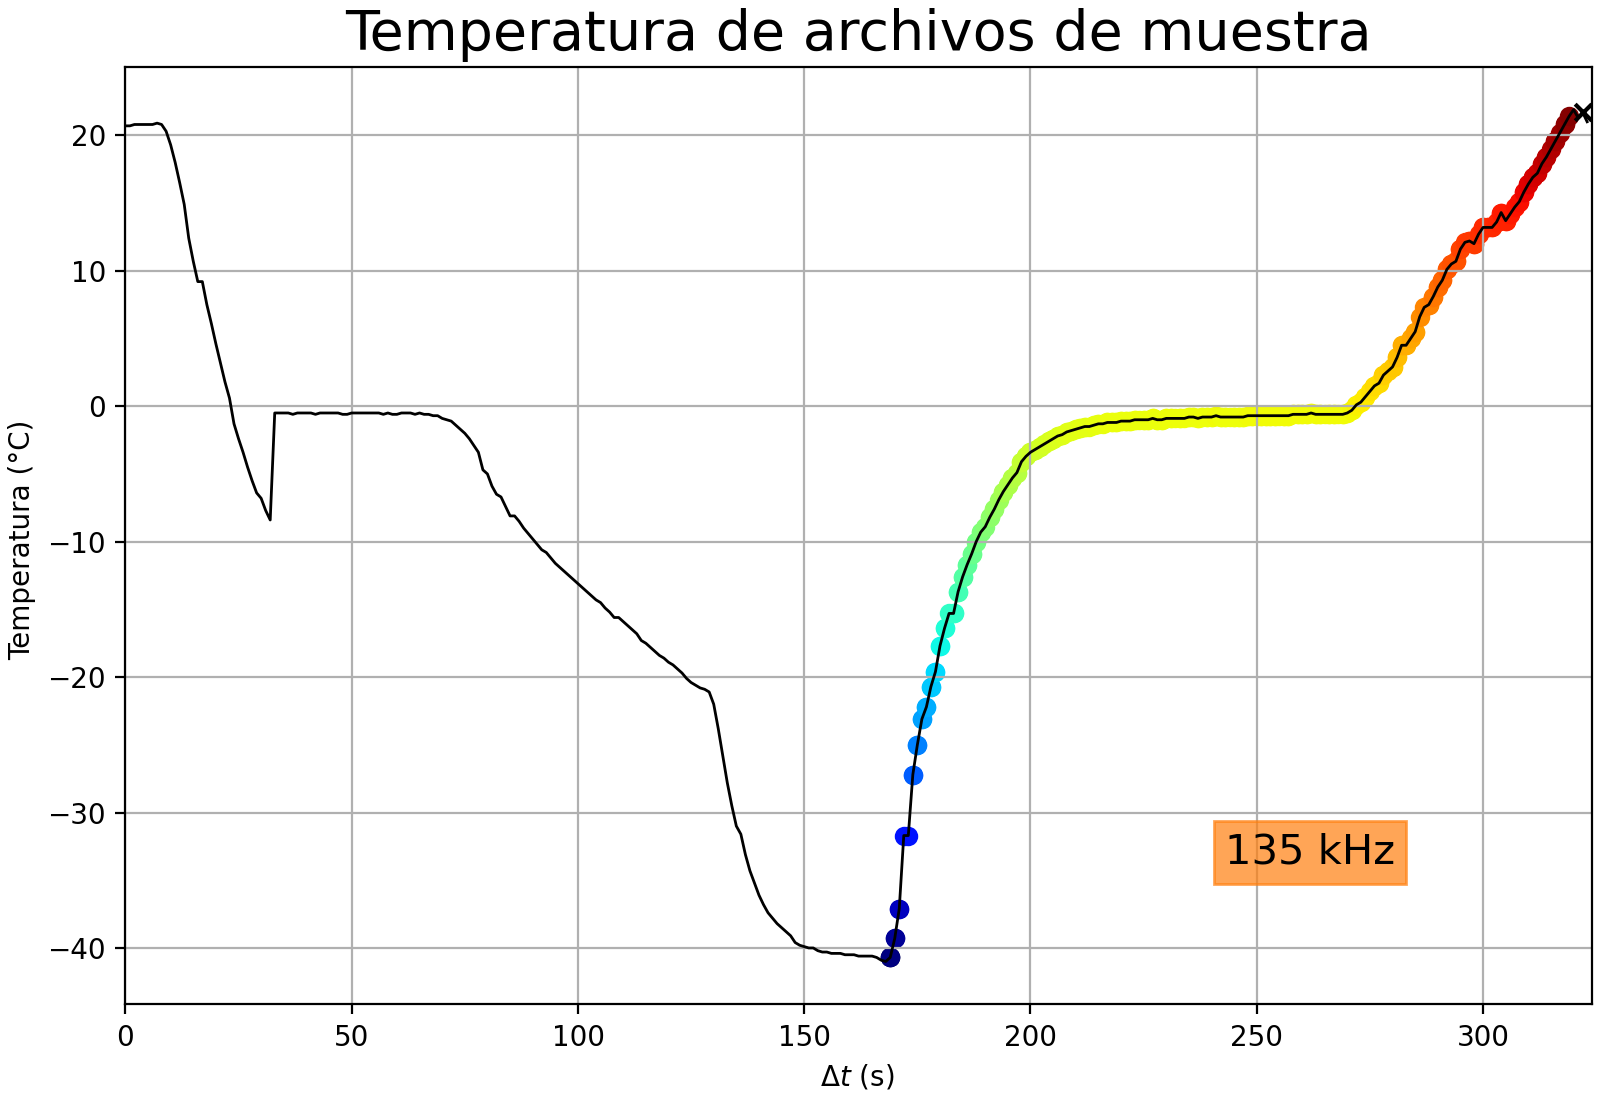 Temperatura de archivos de muestra
Temperatura (°C)
20
10
0
−10
−20
−30
−40
135 kHz
0 50 100 150 200 250 300
Δt (s)